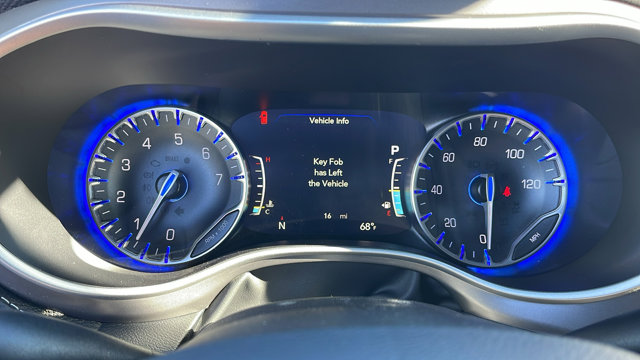 Vehicle Info
Key Fob
has Left
the Vehicle
16 mi
N
68°F
P
H
C
F
E
0
1
2
3
4
5
6
7
BRAKE
0
20
40
60
80
100
120
MPH